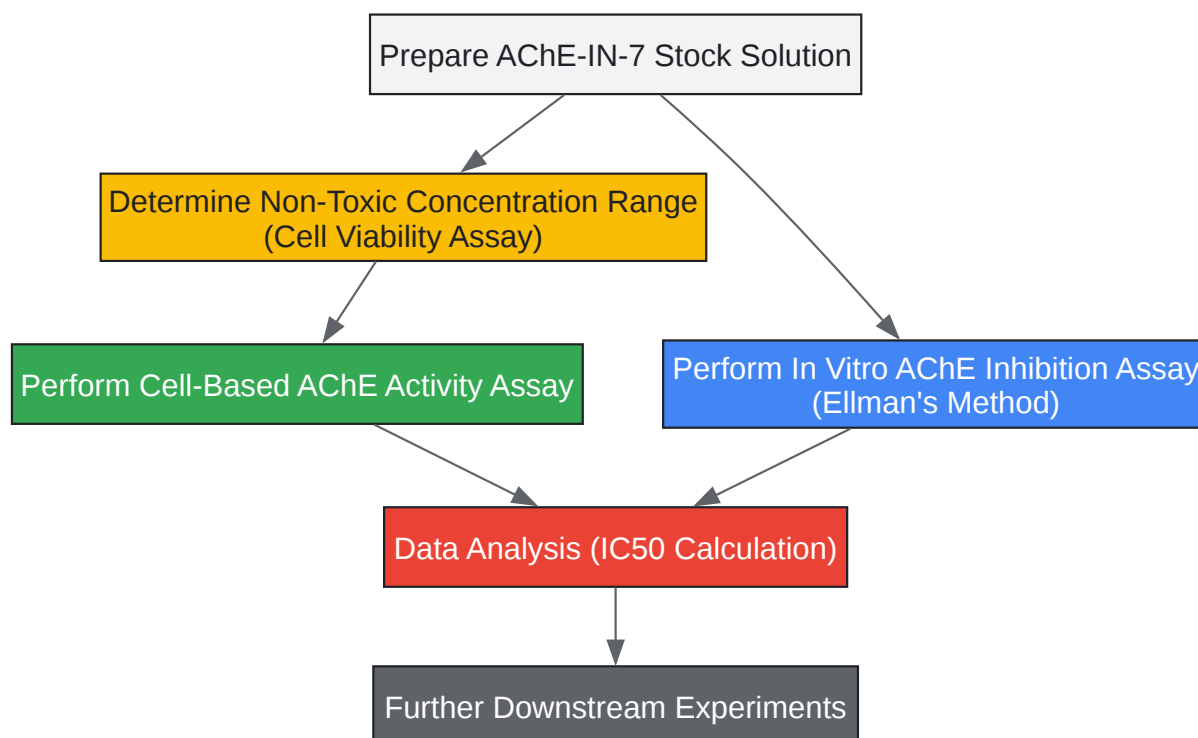 Prepare AChE-IN-7 Stock Solution
Determine Non-Toxic Concentration Range
(Cell Viability Assay)
Perform Cell-Based AChE Activity Assay
Perform In Vitro AChE Inhibition Assay
(Ellman's Method)
Data Analysis (IC50 Calculation)
Further Downstream Experiments